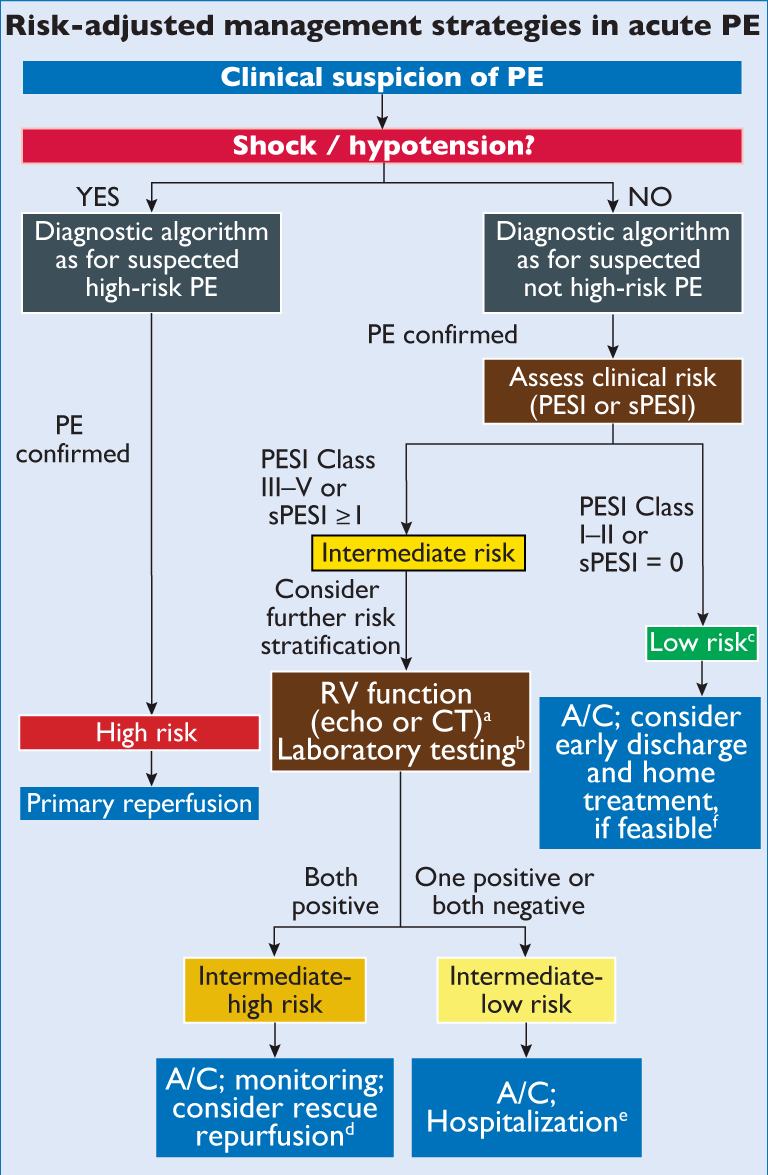 Risk-adjusted management strategies in acute PE
Clinical suspicion of PE
Shock / hypotension?
YES
NO
Diagnostic algorithm
as for suspected
high-risk PE
Diagnostic algorithm
as for suspected
not high-risk PE
PE confirmed
Assess clinical risk
(PESI or sPESI)
PE
confirmed
PESI Class
III–V or
sPESI ≥1
PESI Class
I–II or
sPESI = 0
Intermediate risk
Consider
further risk
stratification
Low risk^c
RV function
(echo or CT)^a
Laboratory testing^b
A/C; consider
early discharge
and home
treatment,
if feasible^f
High risk
Primary reperfusion
Both
positive
One positive or
both negative
Intermediate-
high risk
Intermediate-
low risk
A/C; monitoring;
consider rescue
repurfusion^d
A/C;
Hospitalization^e